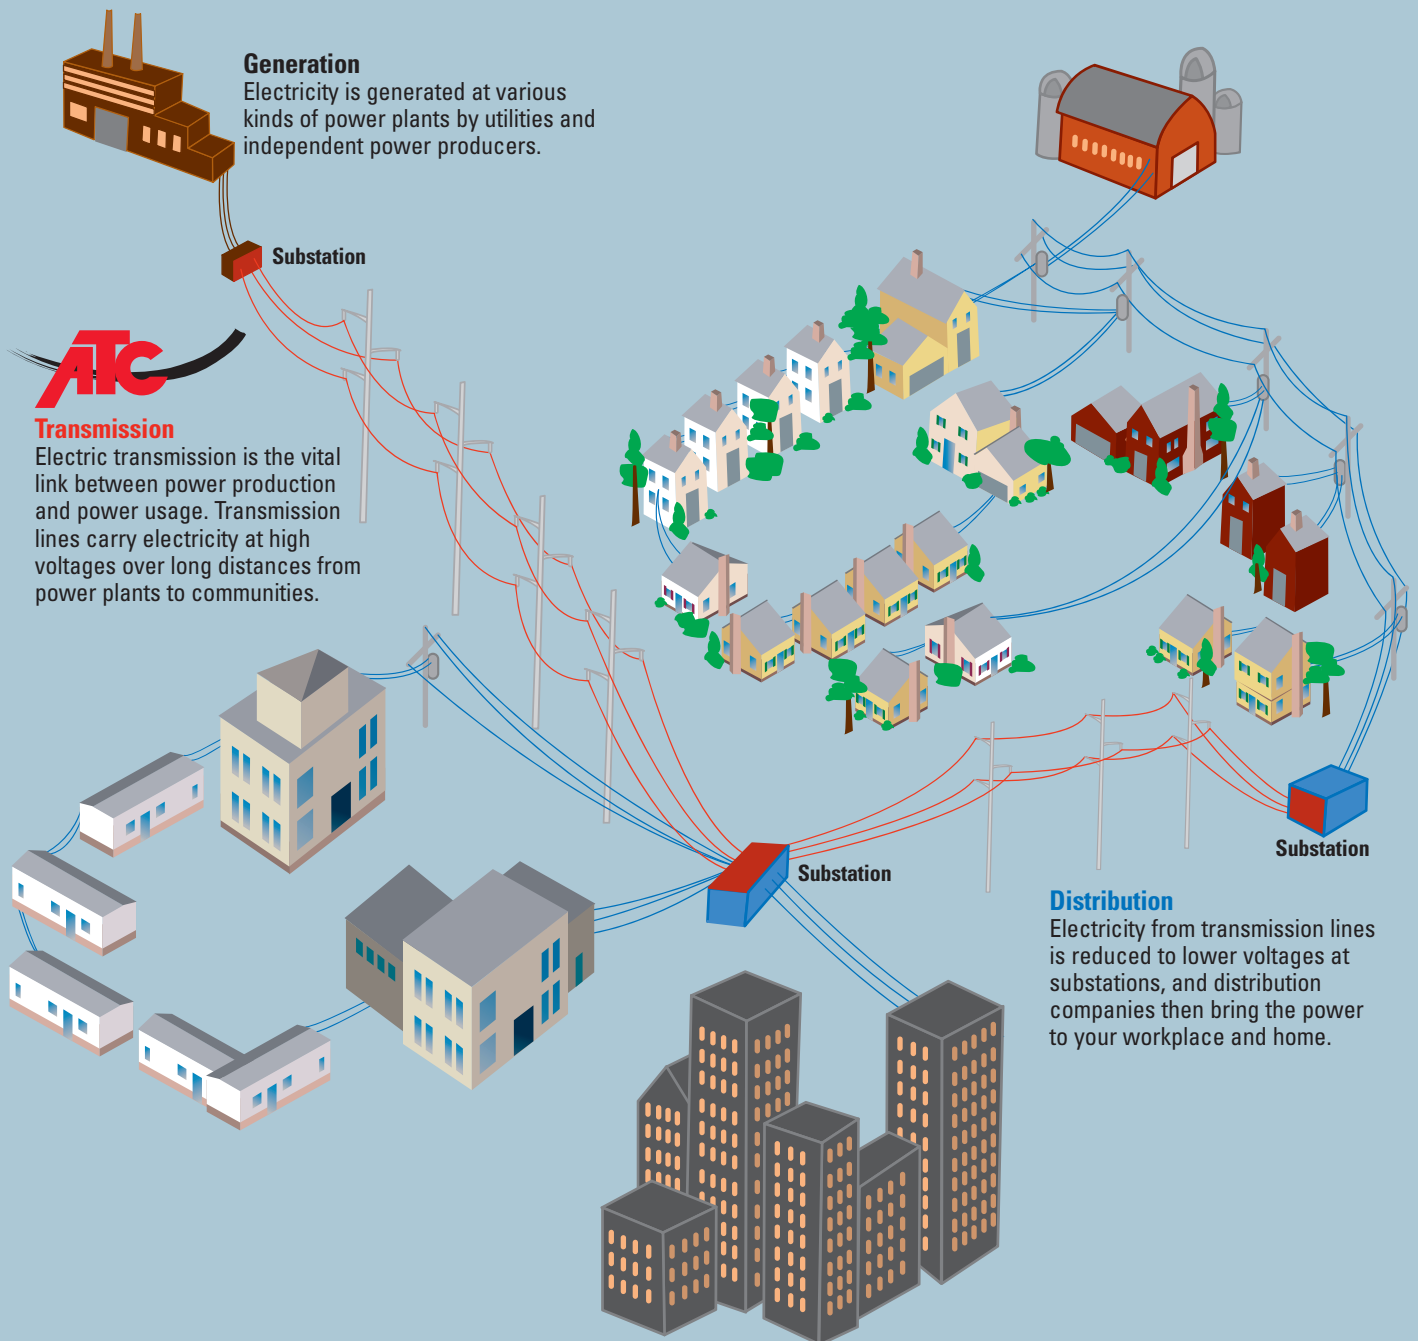 Generation
Electricity is generated at various
kinds of power plants by utilities and
independent power producers.
Substation
ATC
Transmission
Electric transmission is the vital
link between power production
and power usage. Transmission
lines carry electricity at high
voltages over long distances from
power plants to communities.
Substation
Substation
Distribution
Electricity from transmission lines
is reduced to lower voltages at
substations, and distribution
companies then bring the power
to your workplace and home.